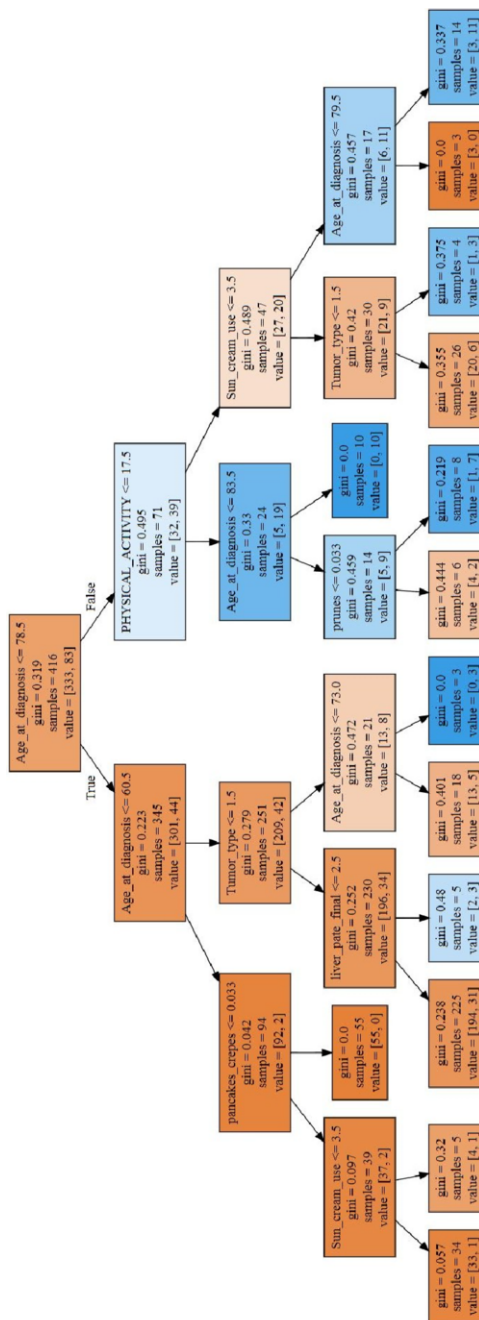 Age_at_diagnosis <= 78.5
gini = 0.319
samples = 416
value = [333, 83]
True
False
Age_at_diagnosis <= 60.5
gini = 0.223
samples = 345
value = [301, 44]
PHYSICAL_ACTIVITY <= 17.5
gini = 0.495
samples = 71
value = [32, 39]
pancakes_crepes <= 0.033
gini = 0.042
samples = 94
value = [92, 2]
Tumor_type <= 1.5
gini = 0.279
samples = 251
value = [209, 42]
Age_at_diagnosis <= 83.5
gini = 0.33
samples = 24
value = [5, 19]
Sun_cream_use <= 3.5
gini = 0.489
samples = 47
value = [27, 20]
Sun_cream_use <= 3.5
gini = 0.097
samples = 39
value = [37, 2]
gini = 0.0
samples = 55
value = [55, 0]
liver_pate_final <= 2.5
gini = 0.252
samples = 230
value = [196, 34]
Age_at_diagnosis <= 73.0
gini = 0.472
samples = 21
value = [13, 8]
prunes <= 0.033
gini = 0.459
samples = 14
value = [5, 9]
gini = 0.0
samples = 10
value = [0, 10]
Tumor_type <= 1.5
gini = 0.42
samples = 30
value = [21, 9]
Age_at_diagnosis <= 79.5
gini = 0.457
samples = 17
value = [6, 11]
gini = 0.057
samples = 34
value = [33, 1]
gini = 0.32
samples = 5
value = [4, 1]
gini = 0.238
samples = 225
value = [194, 31]
gini = 0.48
samples = 5
value = [2, 3]
gini = 0.401
samples = 18
value = [13, 5]
gini = 0.0
samples = 3
value = [0, 3]
gini = 0.444
samples = 6
value = [4, 2]
gini = 0.219
samples = 8
value = [1, 7]
gini = 0.355
samples = 26
value = [20, 6]
gini = 0.375
samples = 4
value = [1, 3]
gini = 0.0
samples = 3
value = [3, 0]
gini = 0.337
samples = 14
value = [3, 11]